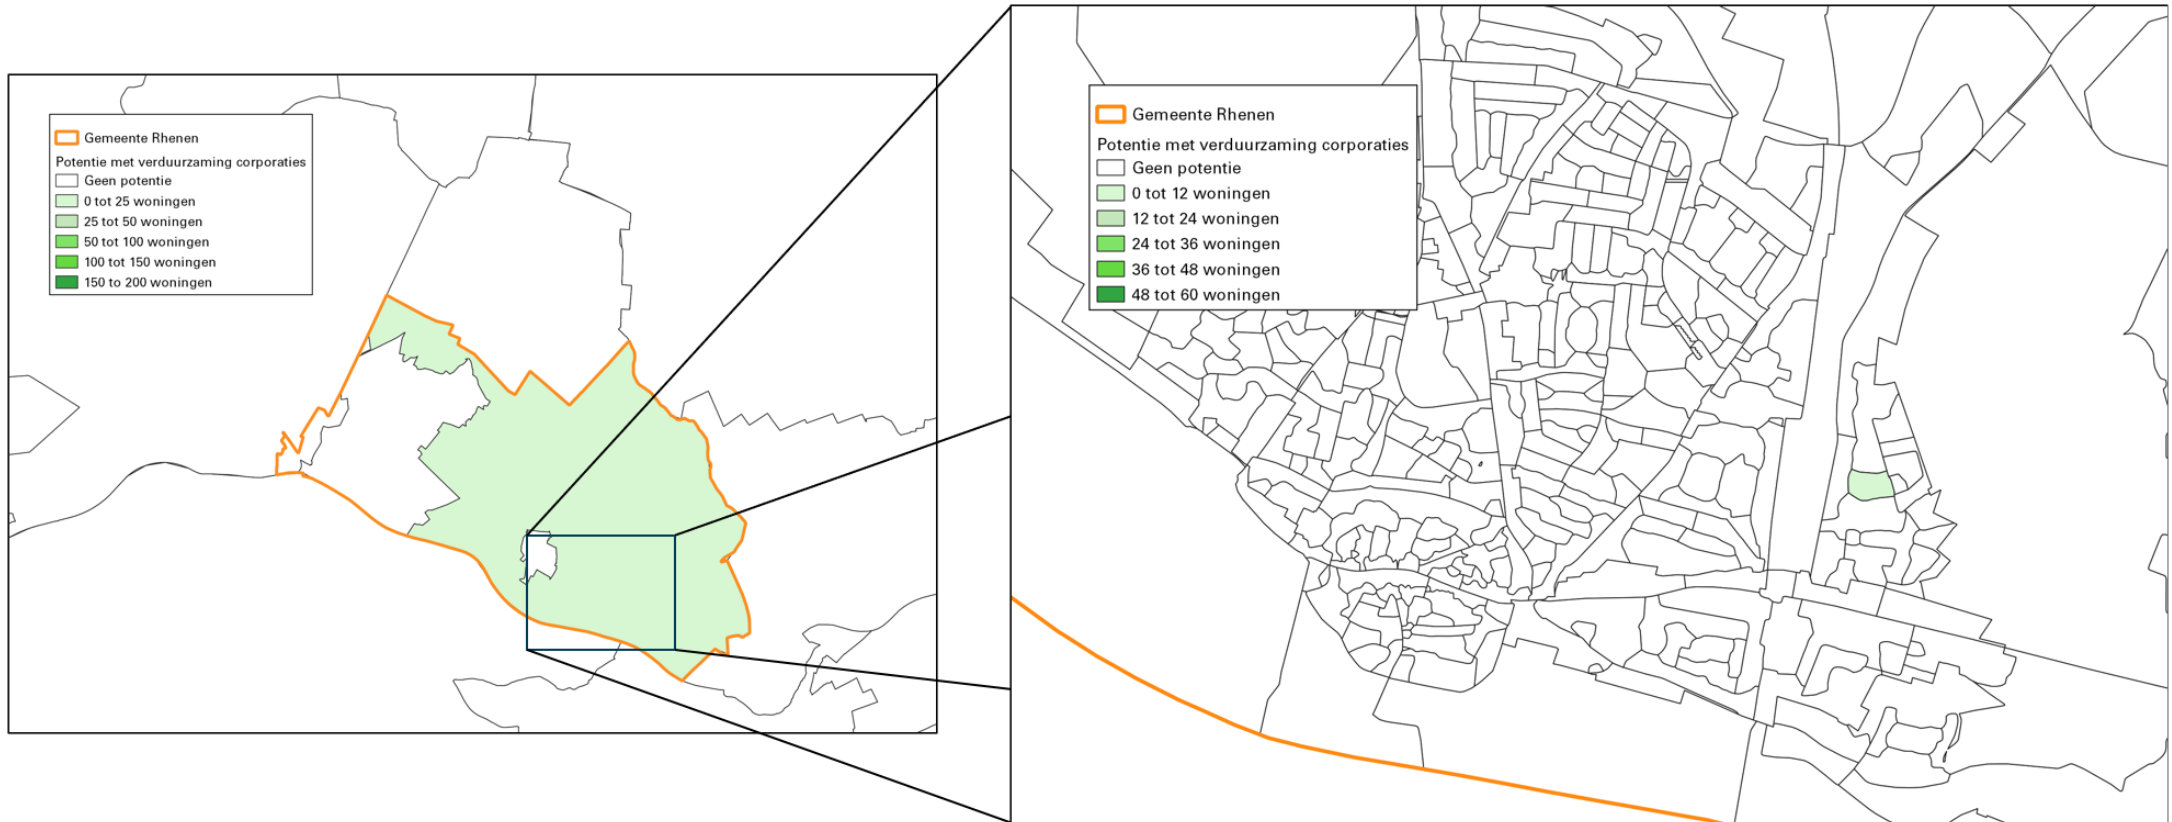 Gemeente Rhenen
Potentie met verduurzaming corporaties
Geen potentie
0 tot 25 woningen
25 tot 50 woningen
50 tot 100 woningen
100 tot 150 woningen
150 to 200 woningen
Gemeente Rhenen
Potentie met verduurzaming corporaties
Geen potentie
0 tot 12 woningen
12 tot 24 woningen
24 tot 36 woningen
36 tot 48 woningen
48 tot 60 woningen